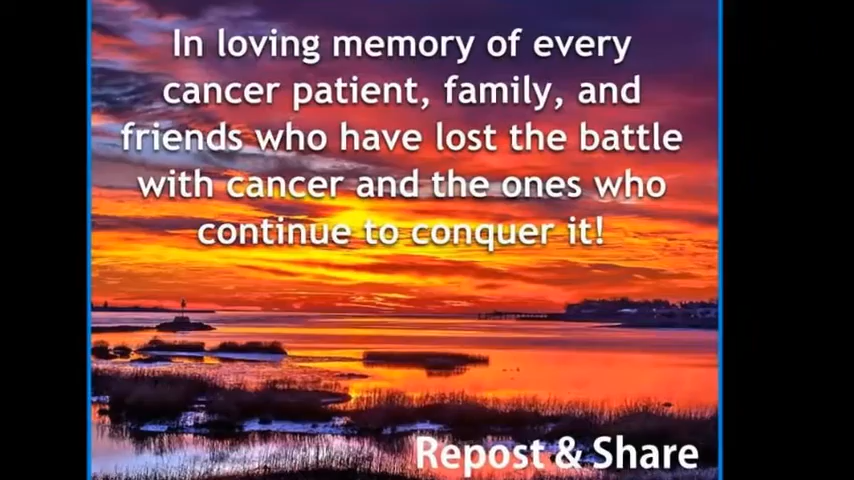 In loving memory of every
cancer patient, family, and
friends who have lost the battle
with cancer and the ones who
continue to conquer it!
Repost & Share